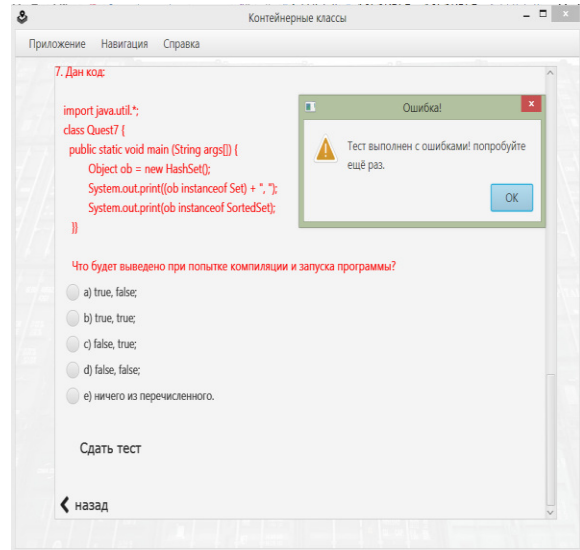 Контейнерные классы
Приложение Навигация Справка
7. Дан код:
import java.util.*;
class Quest7 {
public static void main (String args[]) {
Object ob = new HashSet();
System.out.print((ob instanceof Set) + ", ");
System.out.print(ob instanceof SortedSet);
}}
Ошибка!
Тест выполнен с ошибками! попробуйте
ещё раз.
OK
Что будет выведено при попытке компиляции и запуска программы?
a) true, false;
b) true, true;
c) false, true;
d) false, false;
e) ничего из перечисленного.
Сдать тест
назад